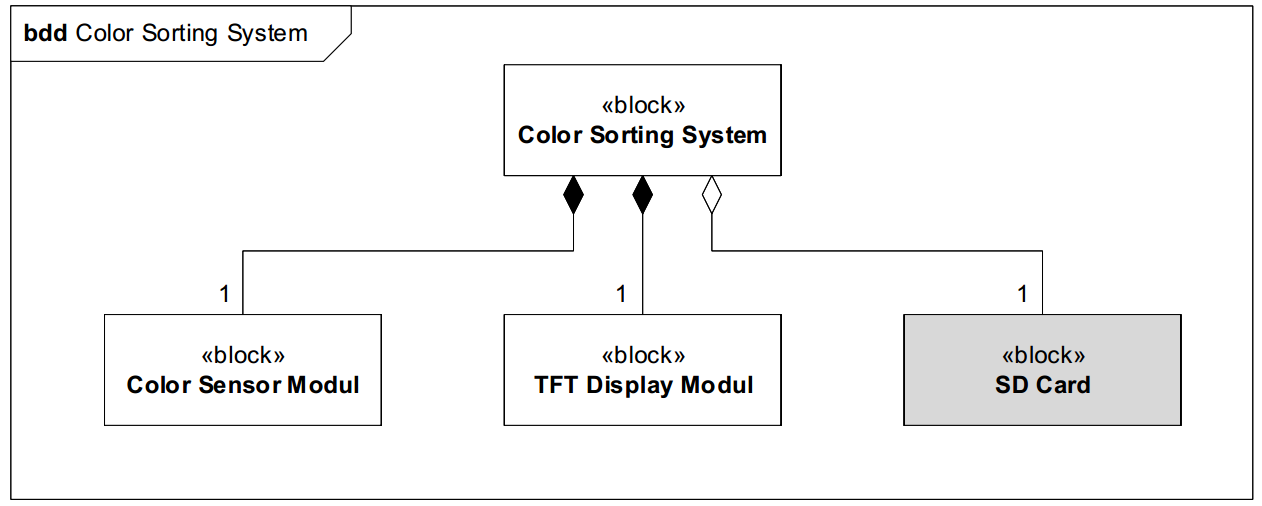 bdd Color Sorting System
«block»
Color Sorting System
1
1
1
«block»
Color Sensor Modul
«block»
TFT Display Modul
«block»
SD Card